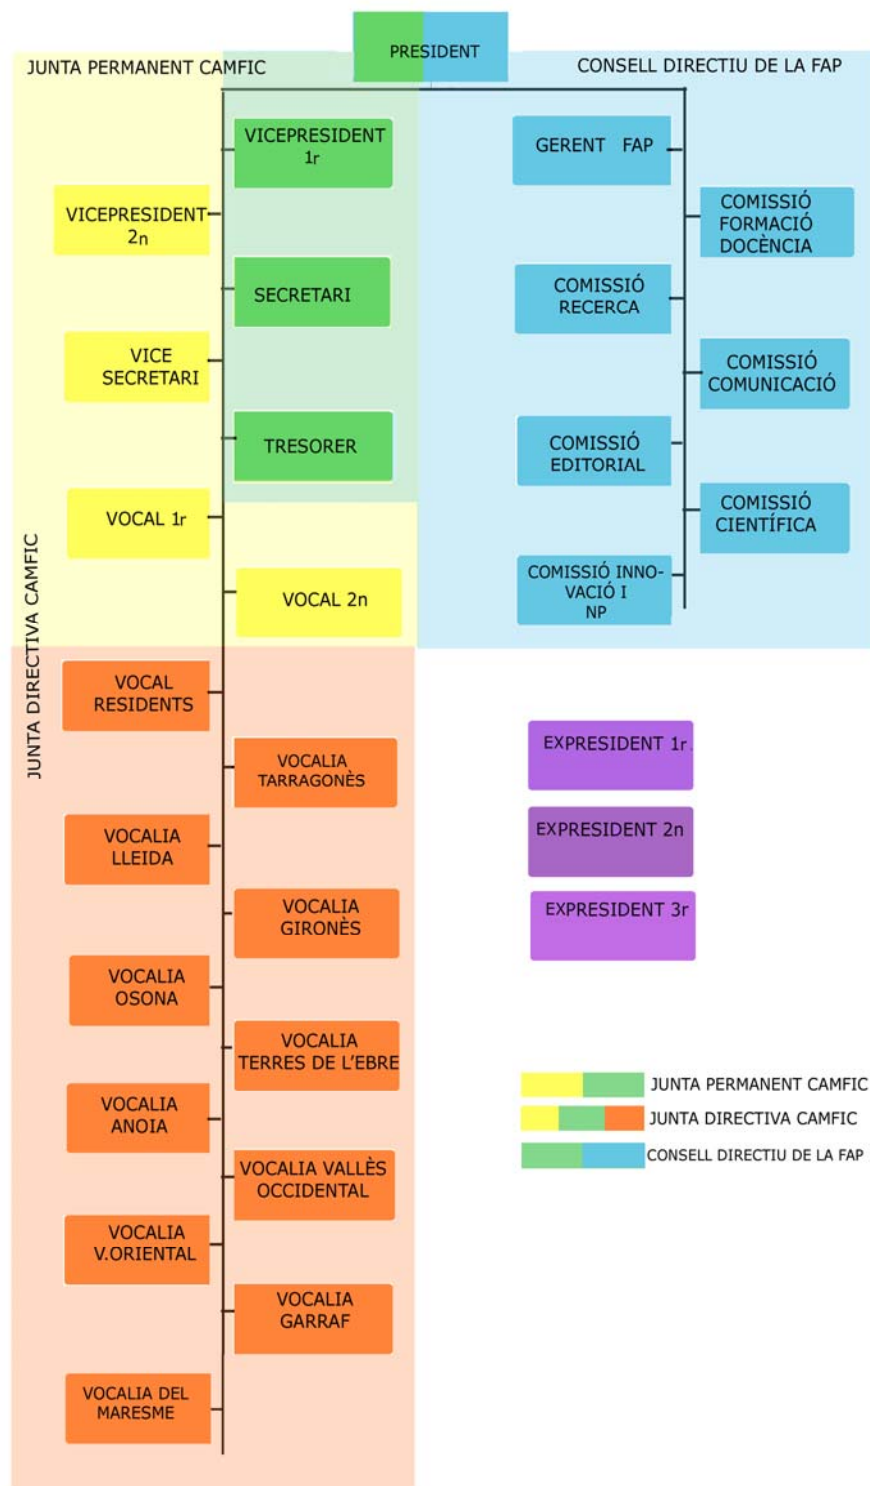 PRESIDENT
JUNTA PERMANENT CAMFIC
CONSELL DIRECTIU DE LA FAP
VICEPRESIDENT
1r
VICEPRESIDENT
2n
SECRETARI
VICE
SECRETARI
TRESORER
VOCAL 1r
VOCAL 2n
JUNTA DIRECTIVA CAMFIC
GERENT FAP
COMISSIÓ
FORMACIÓ
DOCÈNCIA
COMISSIÓ
RECERCA
COMISSIÓ
COMUNICACIÓ
COMISSIÓ
EDITORIAL
COMISSIÓ
CIENTÍFICA
COMISSIÓ INNO-
VACIÓ I
NP
VOCAL
RESIDENTS
VOCALIA
TARRAGONÈS
VOCALIA
LLEIDA
VOCALIA
GIRONÈS
VOCALIA
OSONA
VOCALIA
TERRES DE L'EBRE
VOCALIA
ANOIA
VOCALIA VALLÈS
OCCIDENTAL
VOCALIA
V.ORIENTAL
VOCALIA
GARRAF
VOCALIA DEL
MARESME
EXPRESIDENT 1r.
EXPRESIDENT 2n
EXPRESIDENT 3r
JUNTA PERMANENT CAMFIC
JUNTA DIRECTIVA CAMFIC
CONSELL DIRECTIU DE LA FAP